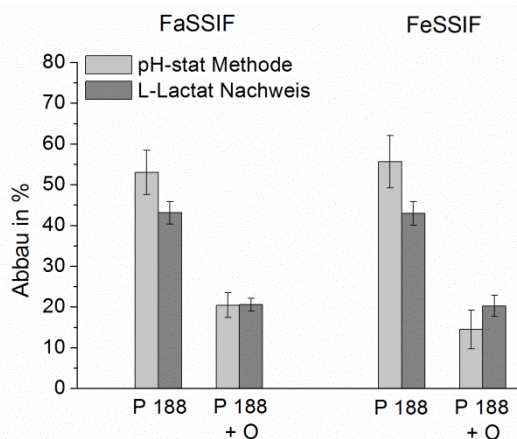 FaSSIF FeSSIF
pH-stat Methode
L-Lactat Nachweis
Abbau in %
80
70
60
50
40
30
20
10
0
P 188 P 188 P 188 P 188
+ O + O